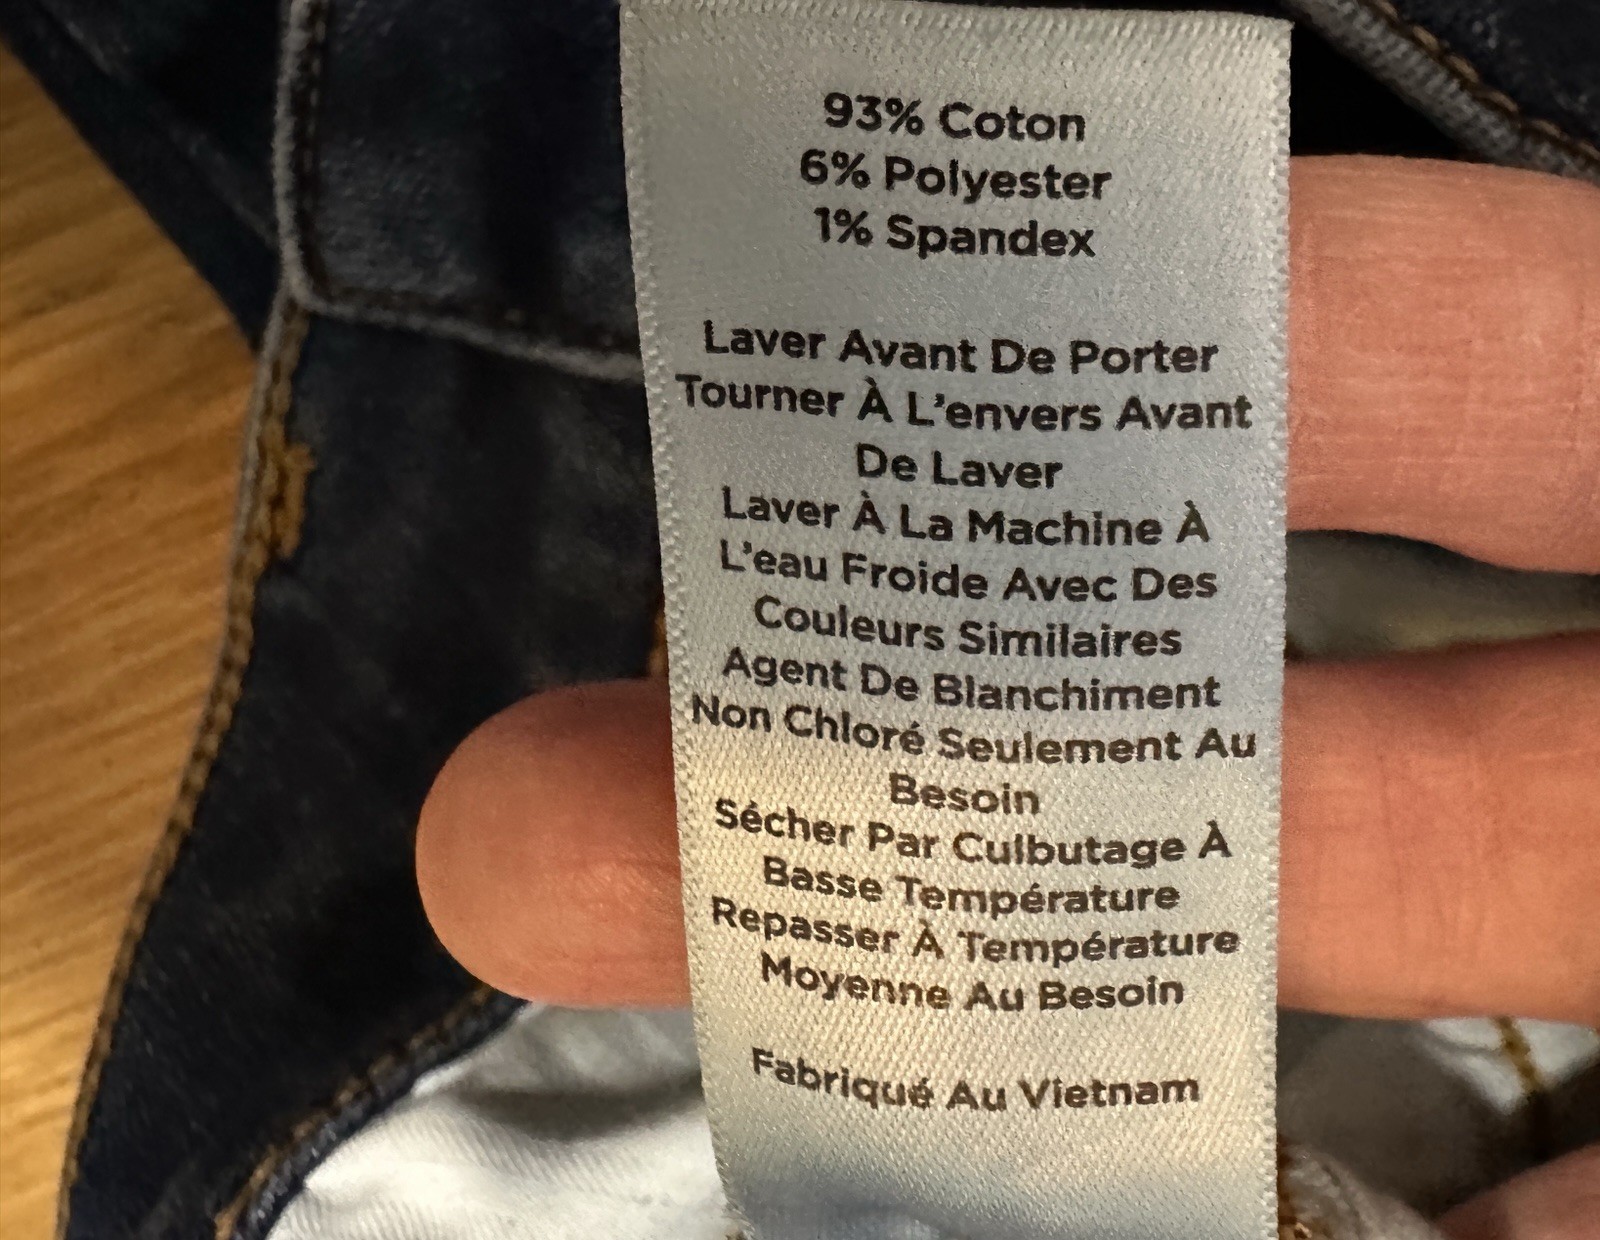 93% Coton
6% Polyester
1% Spandex
Laver Avant De Porter
Tourner À L'envers Avant
De Laver
Laver À La Machine À
L'eau Froide Avec Des
Couleurs Similaires
Agent De Blanchiment
Non Chloré Seulement Au
Besoin
Sécher Par Culbutage À
Basse Température
Repasser À Température
Moyenne Au Besoin
Fabriqué Au Vietnam